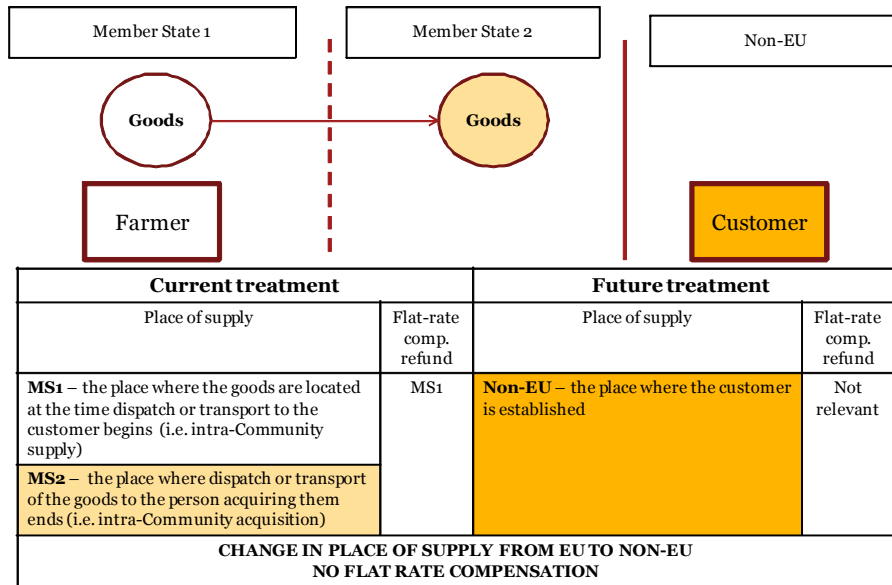 Member State 1
Member State 2
Non-EU
Goods
Goods
Farmer
Customer
Current treatment
Future treatment
Place of supply
Flat-rate
comp.
refund
Place of supply
Flat-rate
comp.
refund
MS1 – the place where the goods are located
at the time dispatch or transport to the
customer begins (i.e. intra-Community
supply)
MS1
Non-EU – the place where the customer
is established
Not
relevant
MS2 – the place where dispatch or transport
of the goods to the person acquiring them
ends (i.e. intra-Community acquisition)
CHANGE IN PLACE OF SUPPLY FROM EU TO NON-EU
NO FLAT RATE COMPENSATION